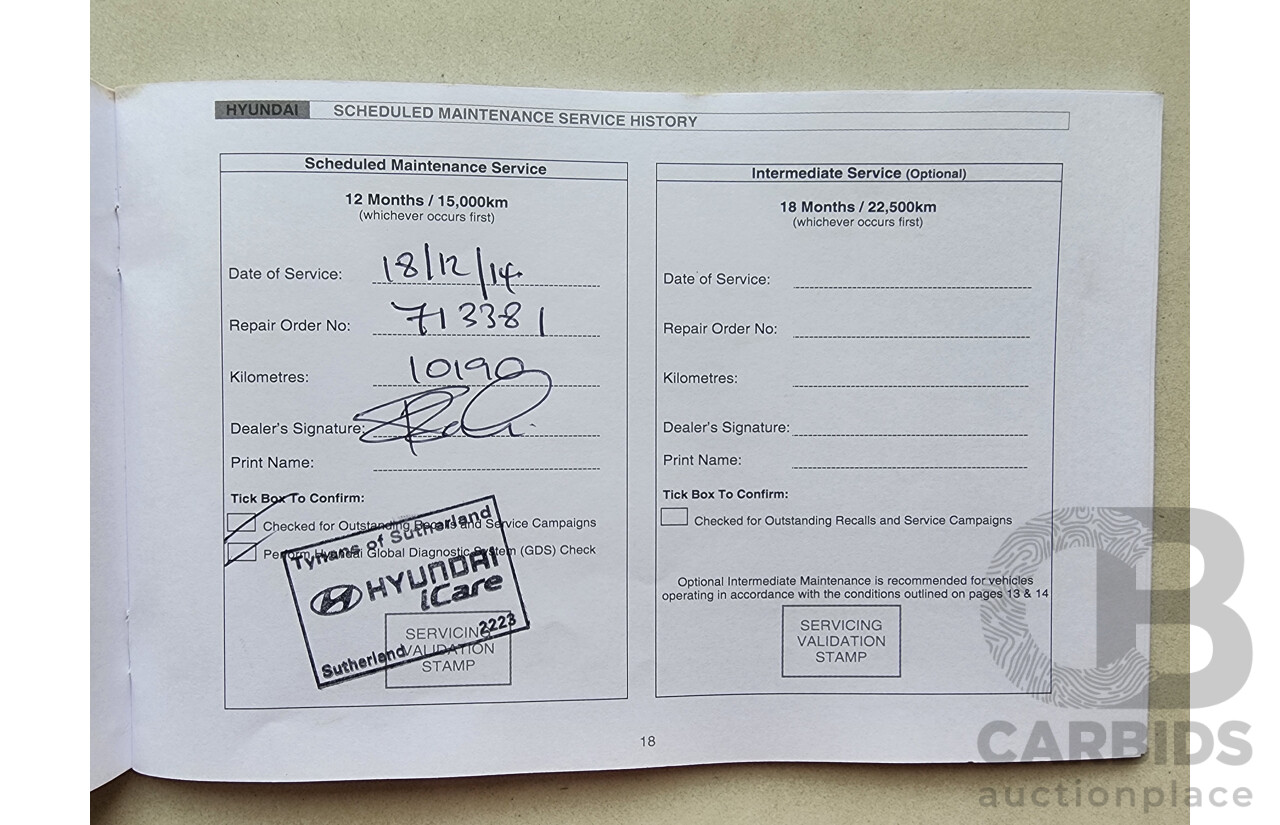 HYUNDAI SCHEDULED MAINTENANCE SERVICE HISTORY
Scheduled Maintenance Service
12 Months / 15,000km
(whichever occurs first)
Date of Service: 18/12/14
Repair Order No: 713381
Kilometres: 10190
Dealer's Signature:
Print Name:
Tick Box To Confirm:
Checked for Outstanding Recalls and Service Campaigns
Perform Hyundai Global Diagnostic System (GDS) Check
Tynans of Sutherland
HYUNDAI
iCare
2223
Sutherland
SERVICING
VALIDATION
STAMP
Intermediate Service (Optional)
18 Months / 22,500km
(whichever occurs first)
Date of Service:
Repair Order No:
Kilometres:
Dealer's Signature:
Print Name:
Tick Box To Confirm:
Checked for Outstanding Recalls and Service Campaigns
Optional Intermediate Maintenance is recommended for vehicles
operating in accordance with the conditions outlined on pages 13 & 14
SERVICING
VALIDATION
STAMP
18
CB
CARBIDS
auctionplace